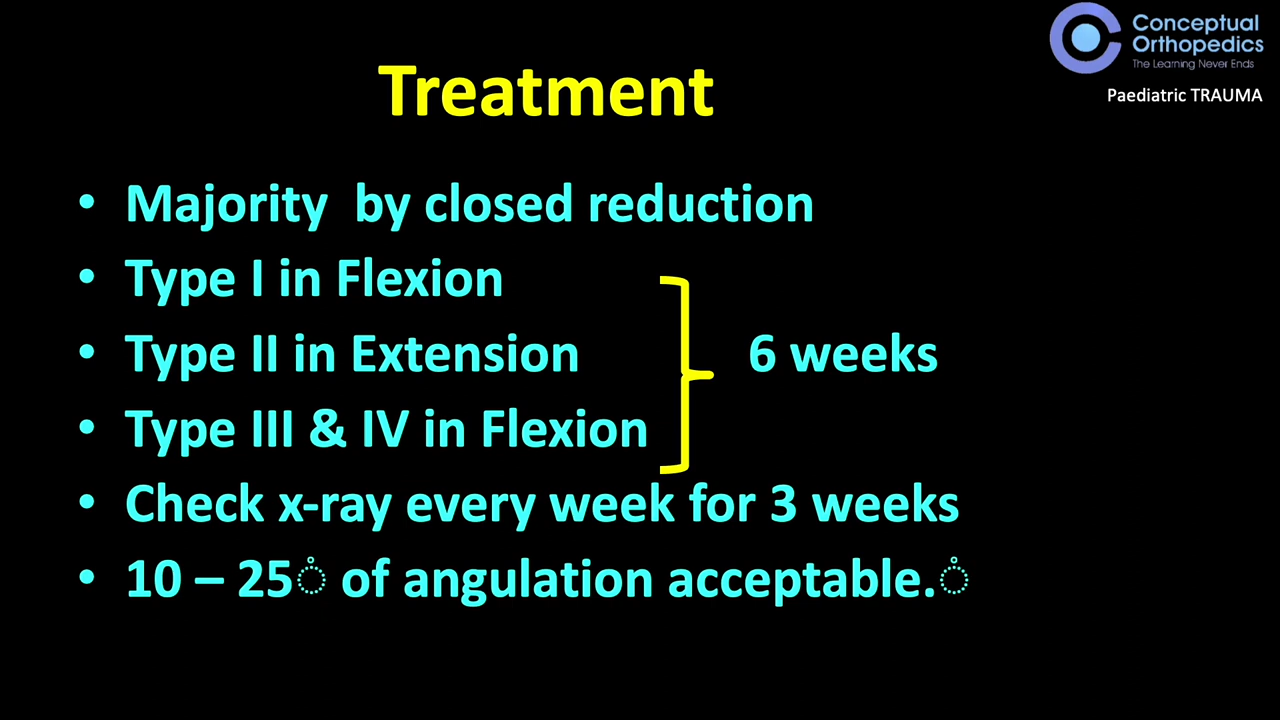 Conceptual
Orthopedics
The Learning Never Ends
Paediatric TRAUMA
Treatment
• Majority by closed reduction
• Type I in Flexion
• Type II in Extension
6 weeks
• Type III & IV in Flexion
• Check x-ray every week for 3 weeks
• 10 – 25◌̊ of angulation acceptable.◌̊